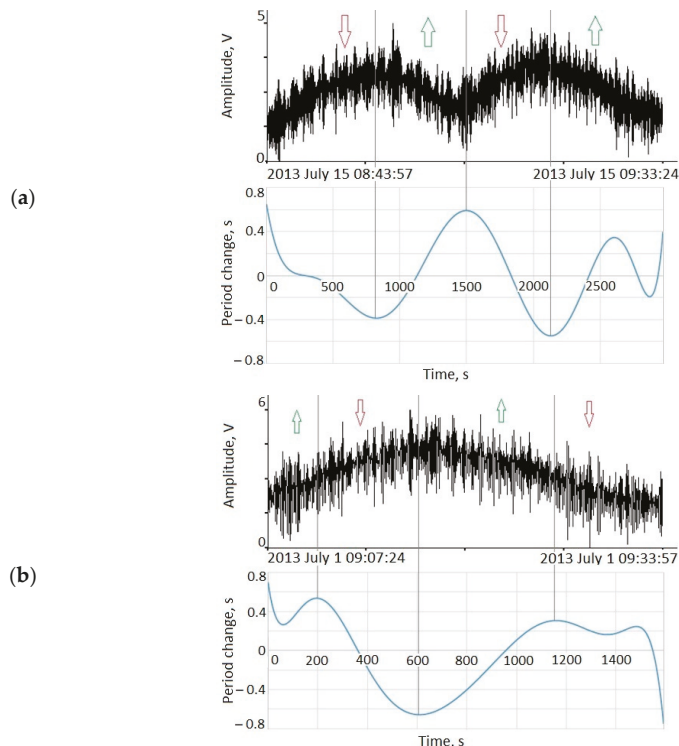 (a)
Amplitude, V
5
0
2013 July 15 08:43:57 2013 July 15 09:33:24
Period change, s
0.8
0.4
0
−0.4
−0.8
0 500 1000 1500 2000 2500
Time, s
(b)
Amplitude, V
6
0
2013 July 1 09:07:24 2013 July 1 09:33:57
Period change, s
0.8
0.4
0
−0.4
−0.8
0 200 400 600 800 1000 1200 1400
Time, s